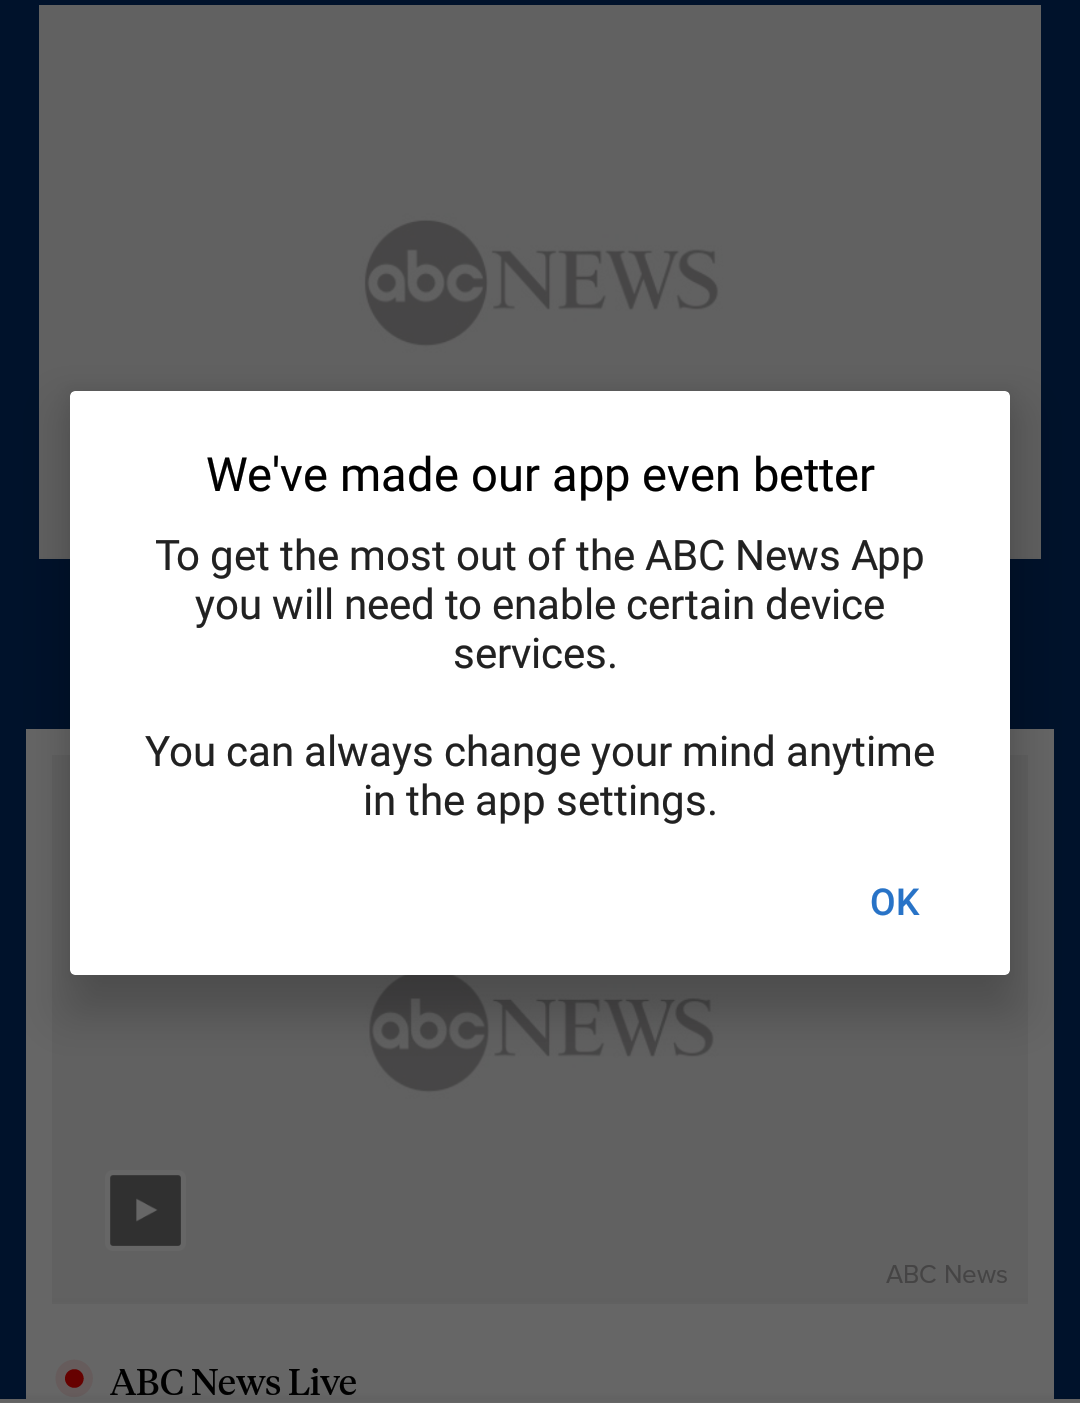 abc NEWS
We've made our app even better
To get the most out of the ABC News App
you will need to enable certain device
services.
You can always change your mind anytime
in the app settings.
OK
abc NEWS
ABC News
ABC News Live